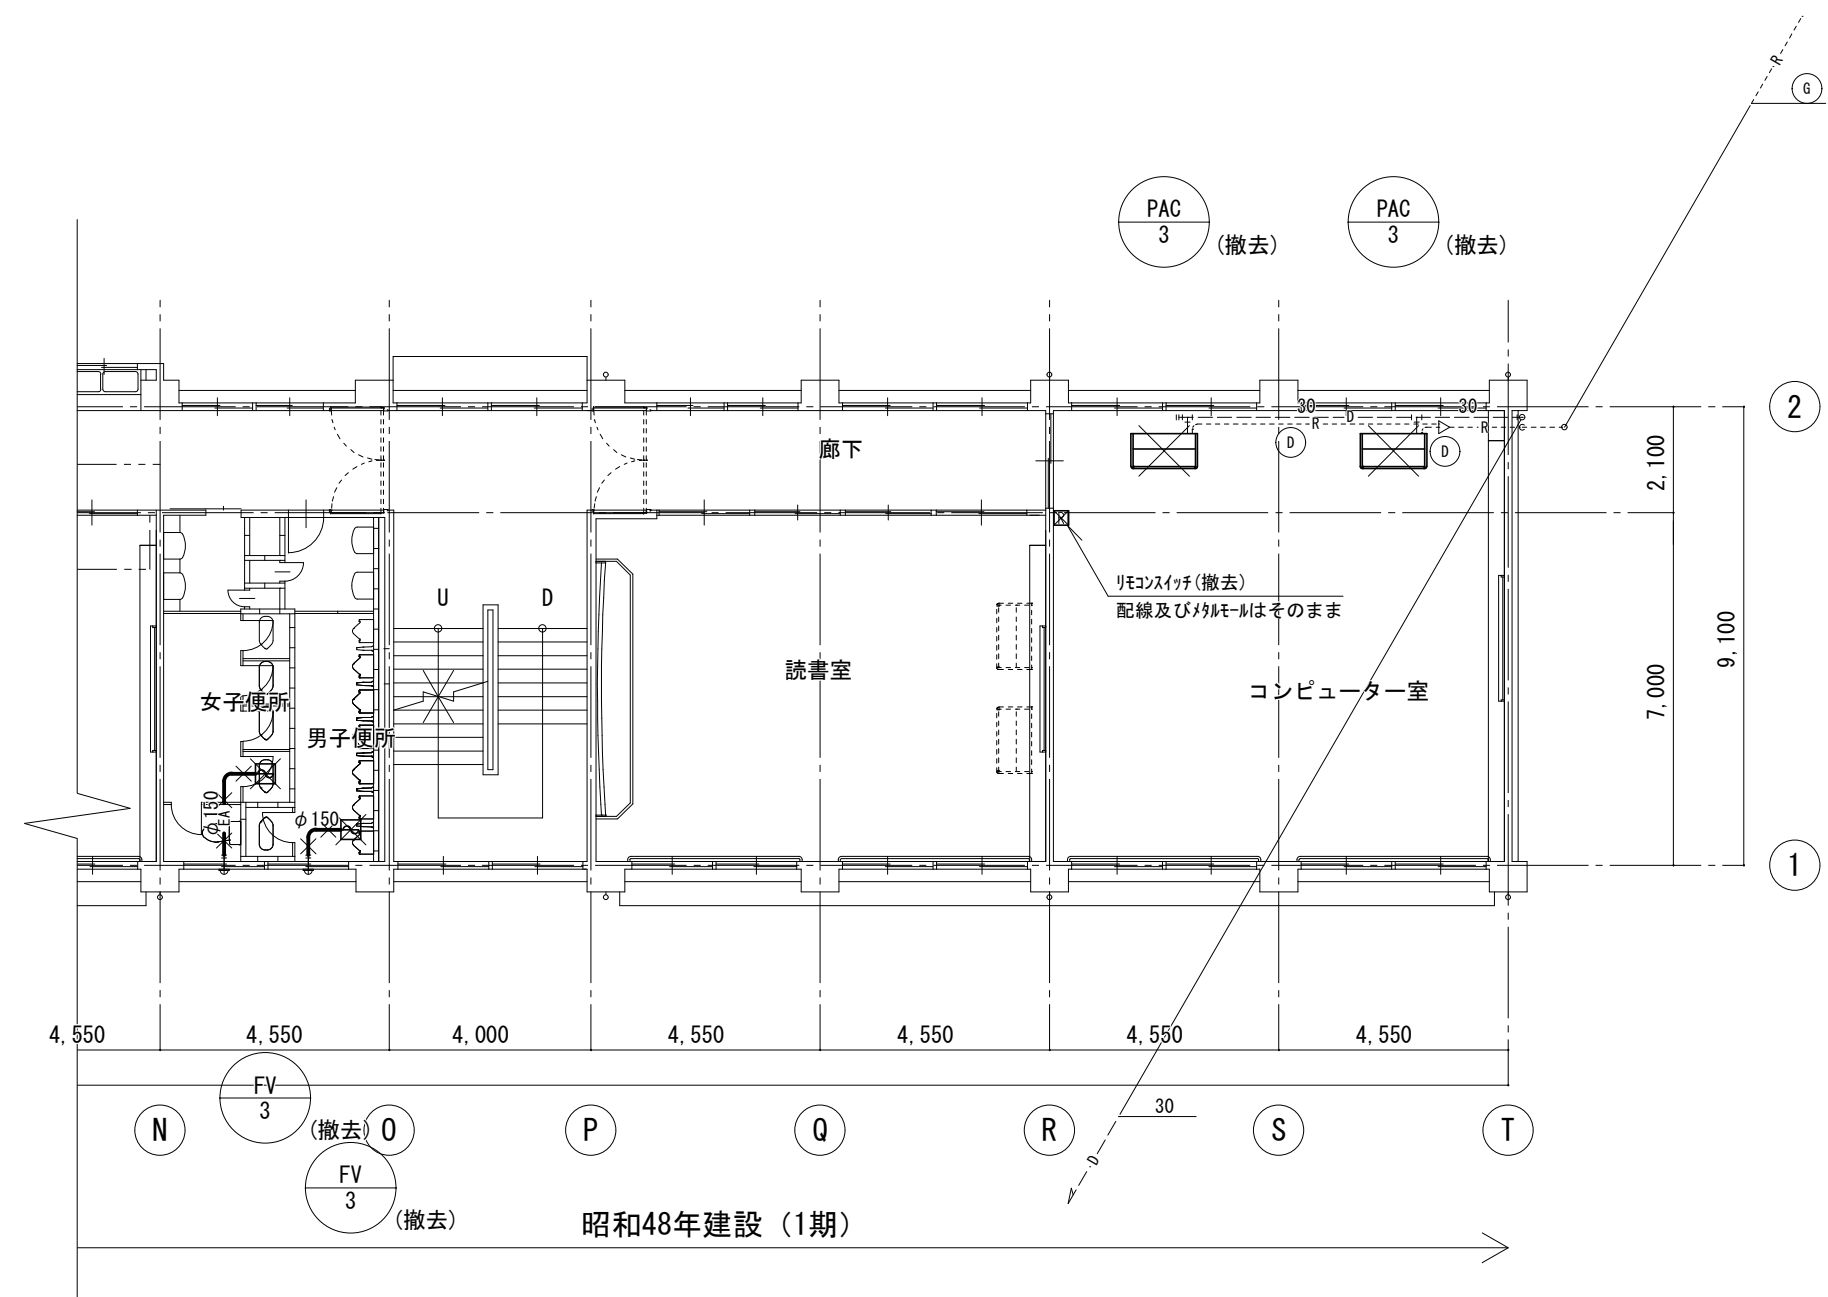 R
G
PAC
3
(撤去)
PAC
3
(撤去)
2
30
D
30
R
R
D
D
廊下
2,100
リモコンスイッチ(撤去)
配線及びメタルモールはそのまま
U
D
9,100
読書室
コンピューター室
7,000
女子便所
男子便所
φ150
EA
φ150
1
4,550
4,550
4,000
4,550
4,550
4,550
4,550
FV
3
(撤去)
30
N
O
P
Q
R
S
T
D
FV
3
(撤去)
昭和48年建設（1期）